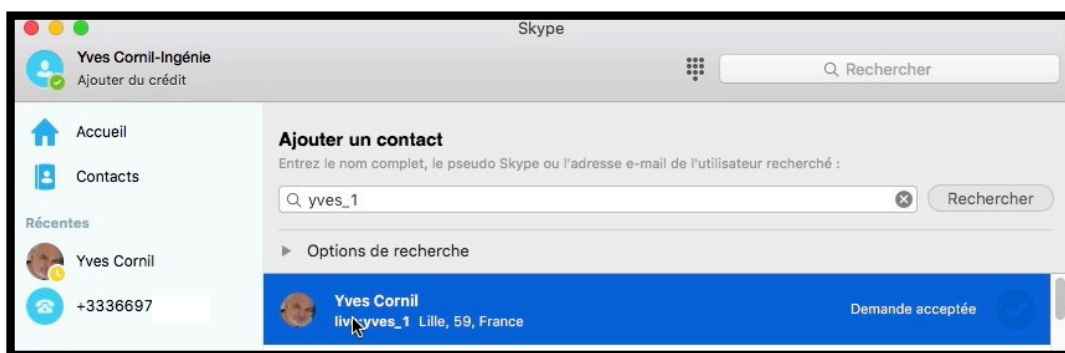 Skype
Yves Cornil-Ingénie
Ajouter du crédit
Rechercher
Accueil
Contacts
Récentes
Yves Cornil
+3336697
Ajouter un contact
Entrez le nom complet, le pseudo Skype ou l'adresse e-mail de l'utilisateur recherché :
yves_1
Rechercher
Options de recherche
Yves Cornil
yves_1 Lille, 59, France
Demande acceptée